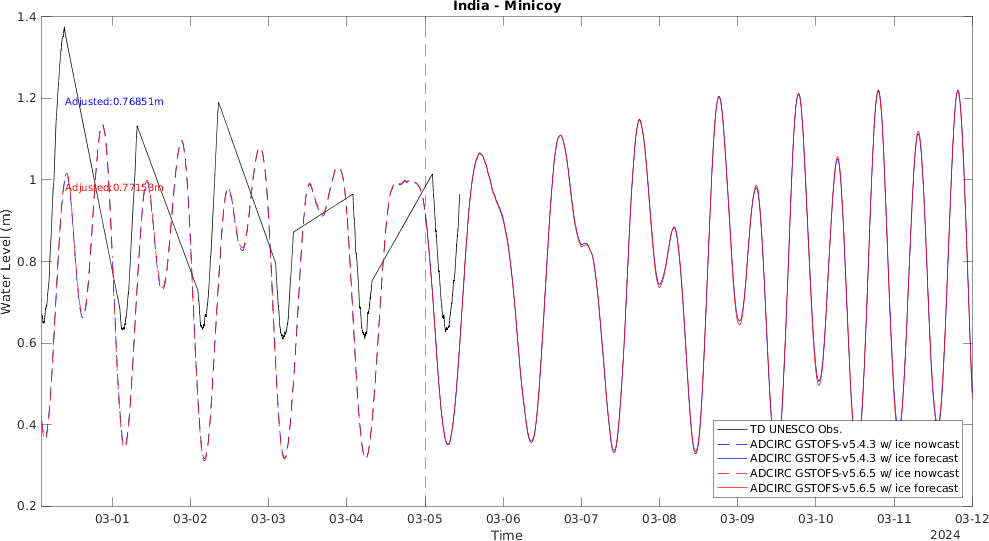 India - Minicoy
1.4
1.2
1
0.8
0.6
0.4
0.2
Water Level (m)
Adjusted:0.76851m
Adjusted:0.77153m
TD UNESCO Obs.
ADCIRC GSTOFS-v5.4.3 w/ ice nowcast
ADCIRC GSTOFS-v5.4.3 w/ ice forecast
ADCIRC GSTOFS-v5.6.5 w/ ice nowcast
ADCIRC GSTOFS-v5.6.5 w/ ice forecast
03-01 03-02 03-03 03-04 03-05 03-06 03-07 03-08 03-09 03-10 03-11 03-12
Time
2024